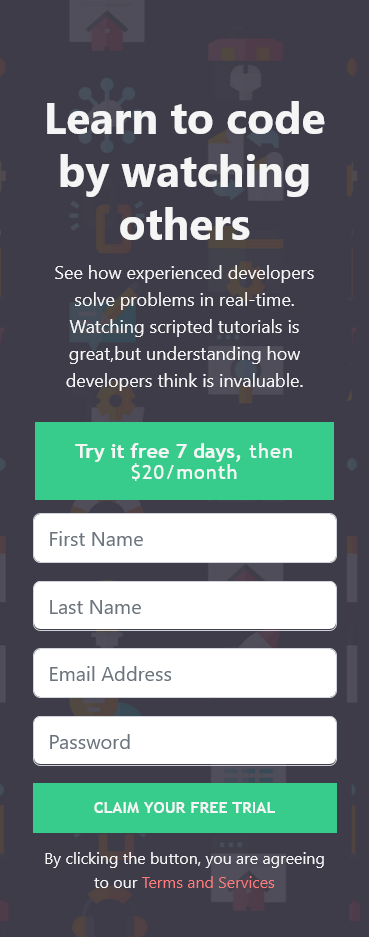 Learn to code
by watching
others
See how experienced developers
solve problems in real-time.
Watching scripted tutorials is
great,but understanding how
developers think is invaluable.
Try it free 7 days, then
$20/month
First Name
Last Name
Email Address
Password
CLAIM YOUR FREE TRIAL
By clicking the button, you are agreeing
to our Terms and Services